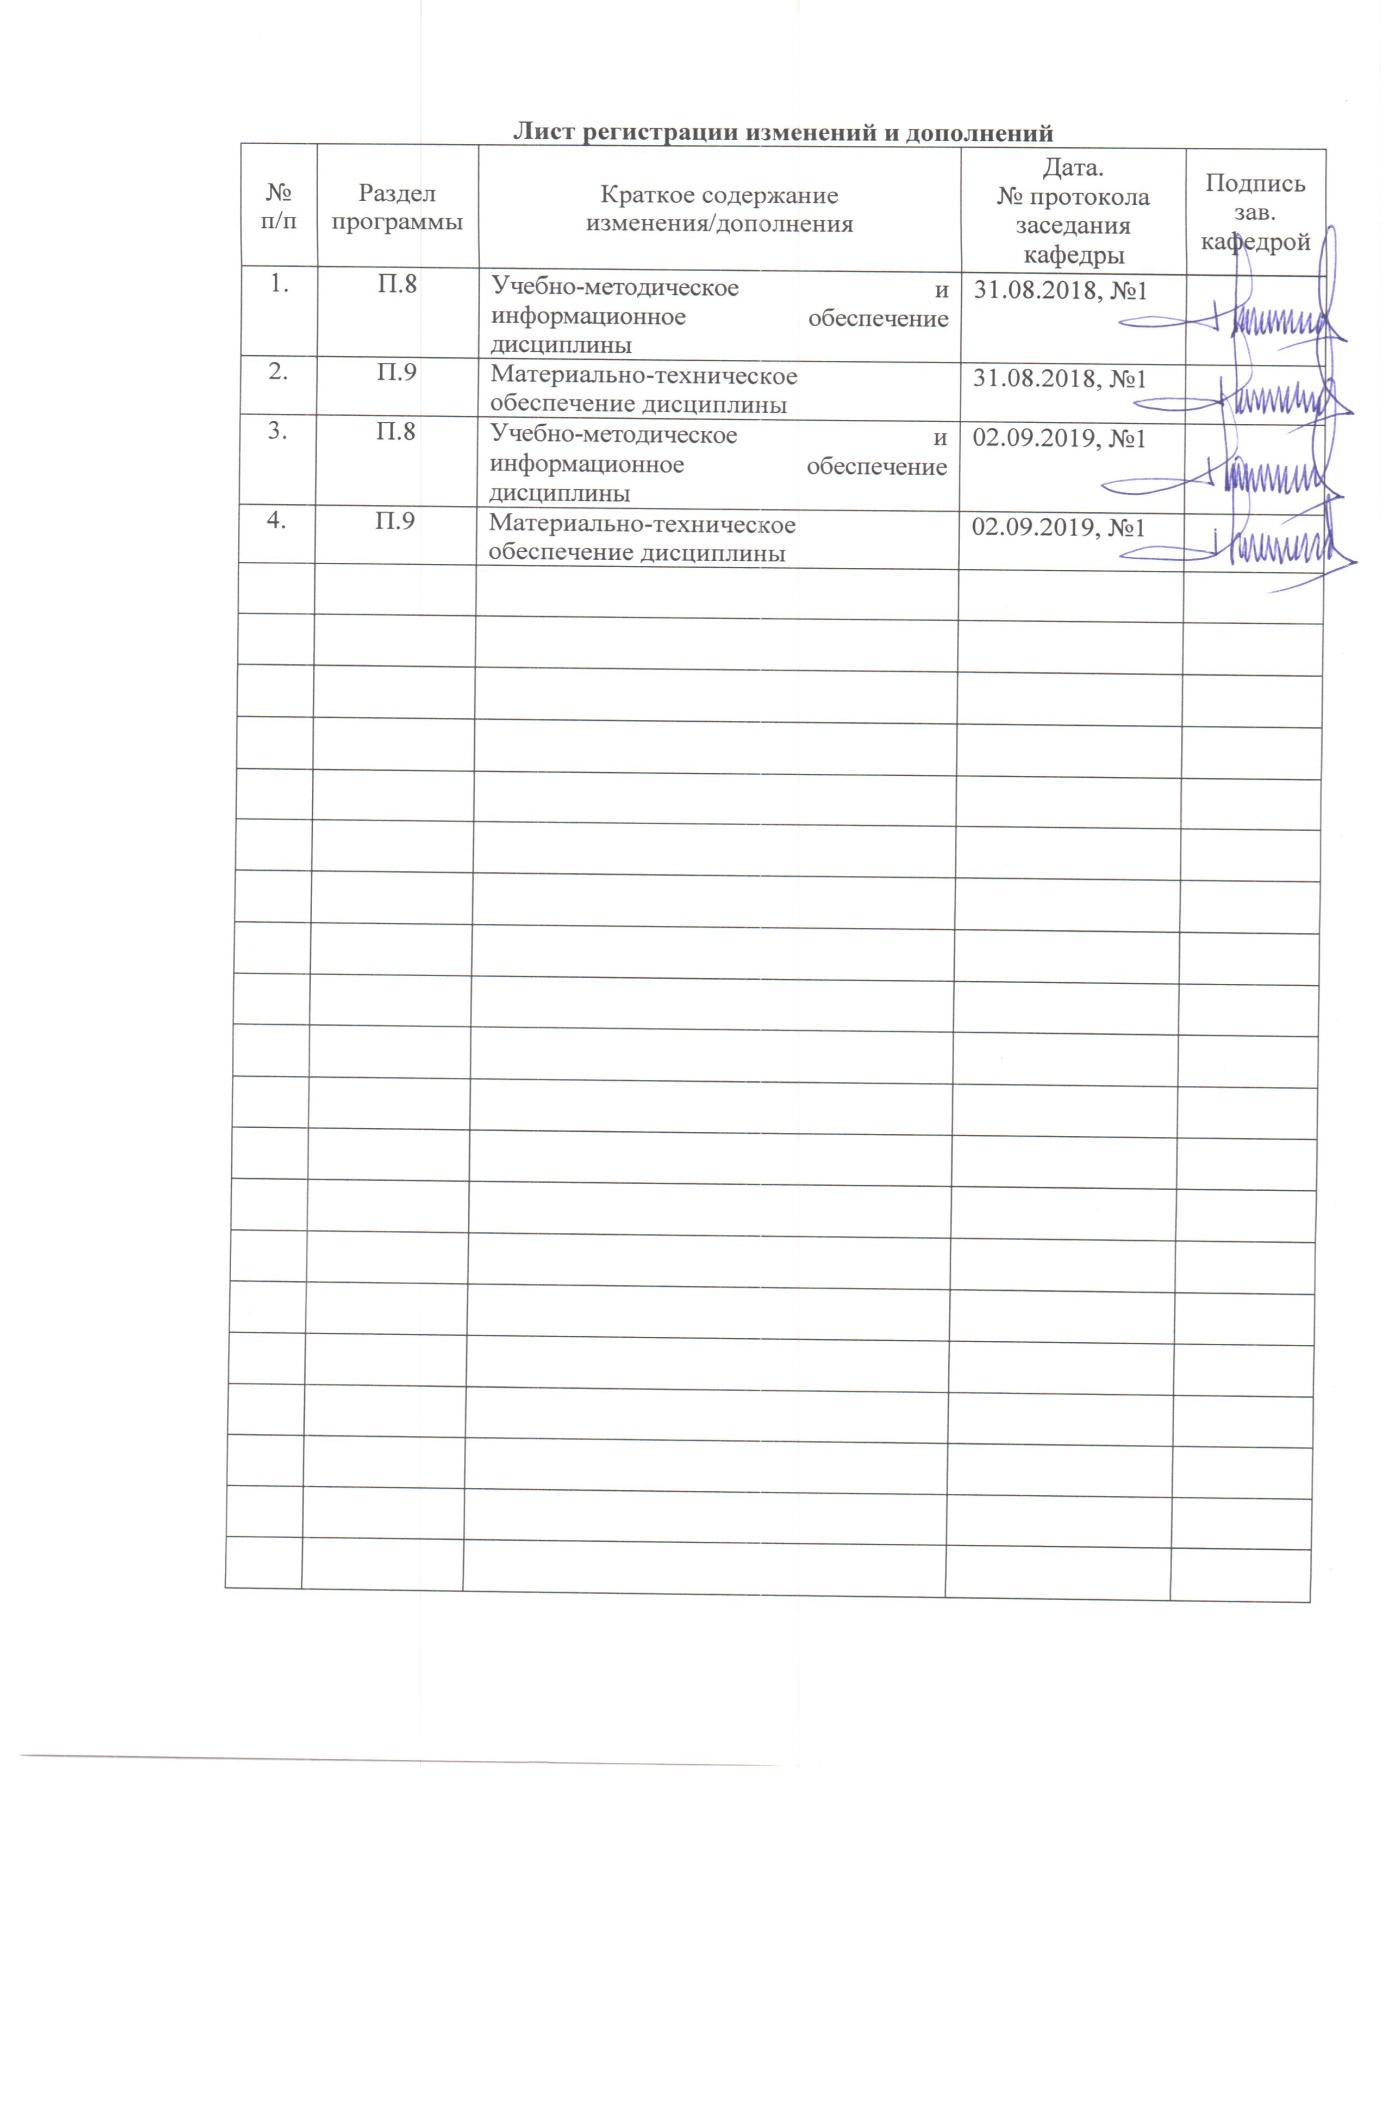 Лист регистрации изменений и дополнений
№
п/п
Раздел
программы
Краткое содержание
изменения/дополнения
Дата.
№ протокола
заседания
кафедры
Подпись
зав.
кафедрой
1.
П.8
Учебно-методическое и
информационное обеспечение
дисциплины
31.08.2018, №1
2.
П.9
Материально-техническое
обеспечение дисциплины
31.08.2018, №1
3.
П.8
Учебно-методическое и
информационное обеспечение
дисциплины
02.09.2019, №1
4.
П.9
Материально-техническое
обеспечение дисциплины
02.09.2019, №1